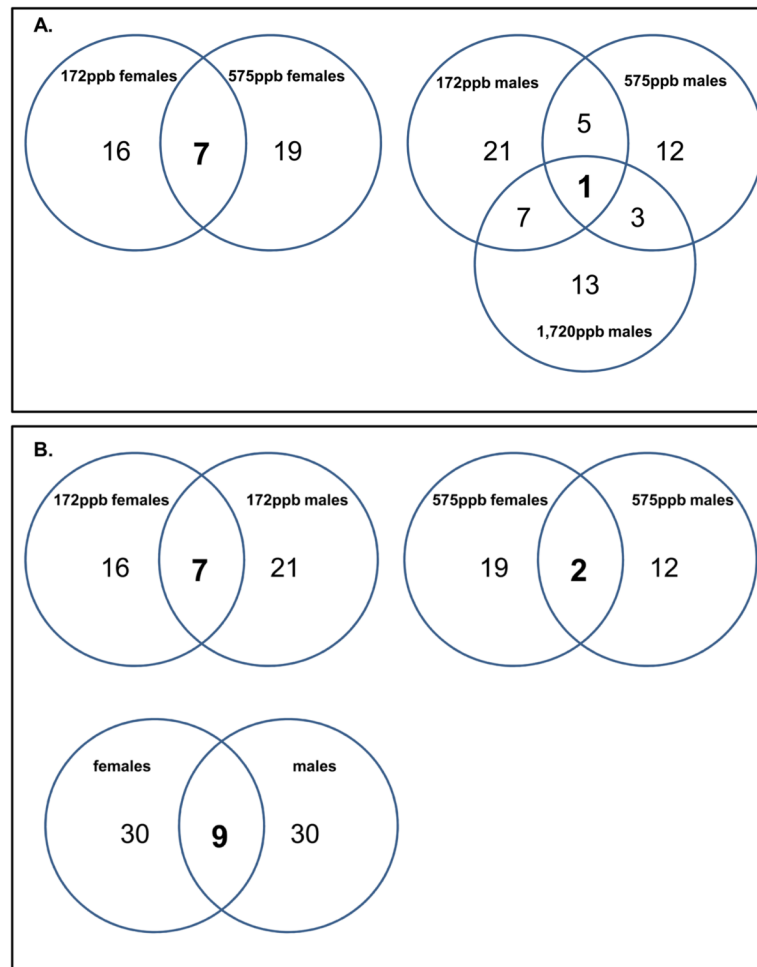 A.
172ppb females
575ppb females
16
7
19
172ppb males
575ppb males
5
21
12
1
7
3
13
1,720ppb males
B.
172ppb females
172ppb males
16
7
21
575ppb females
575ppb males
19
2
12
females
males
30
9
30